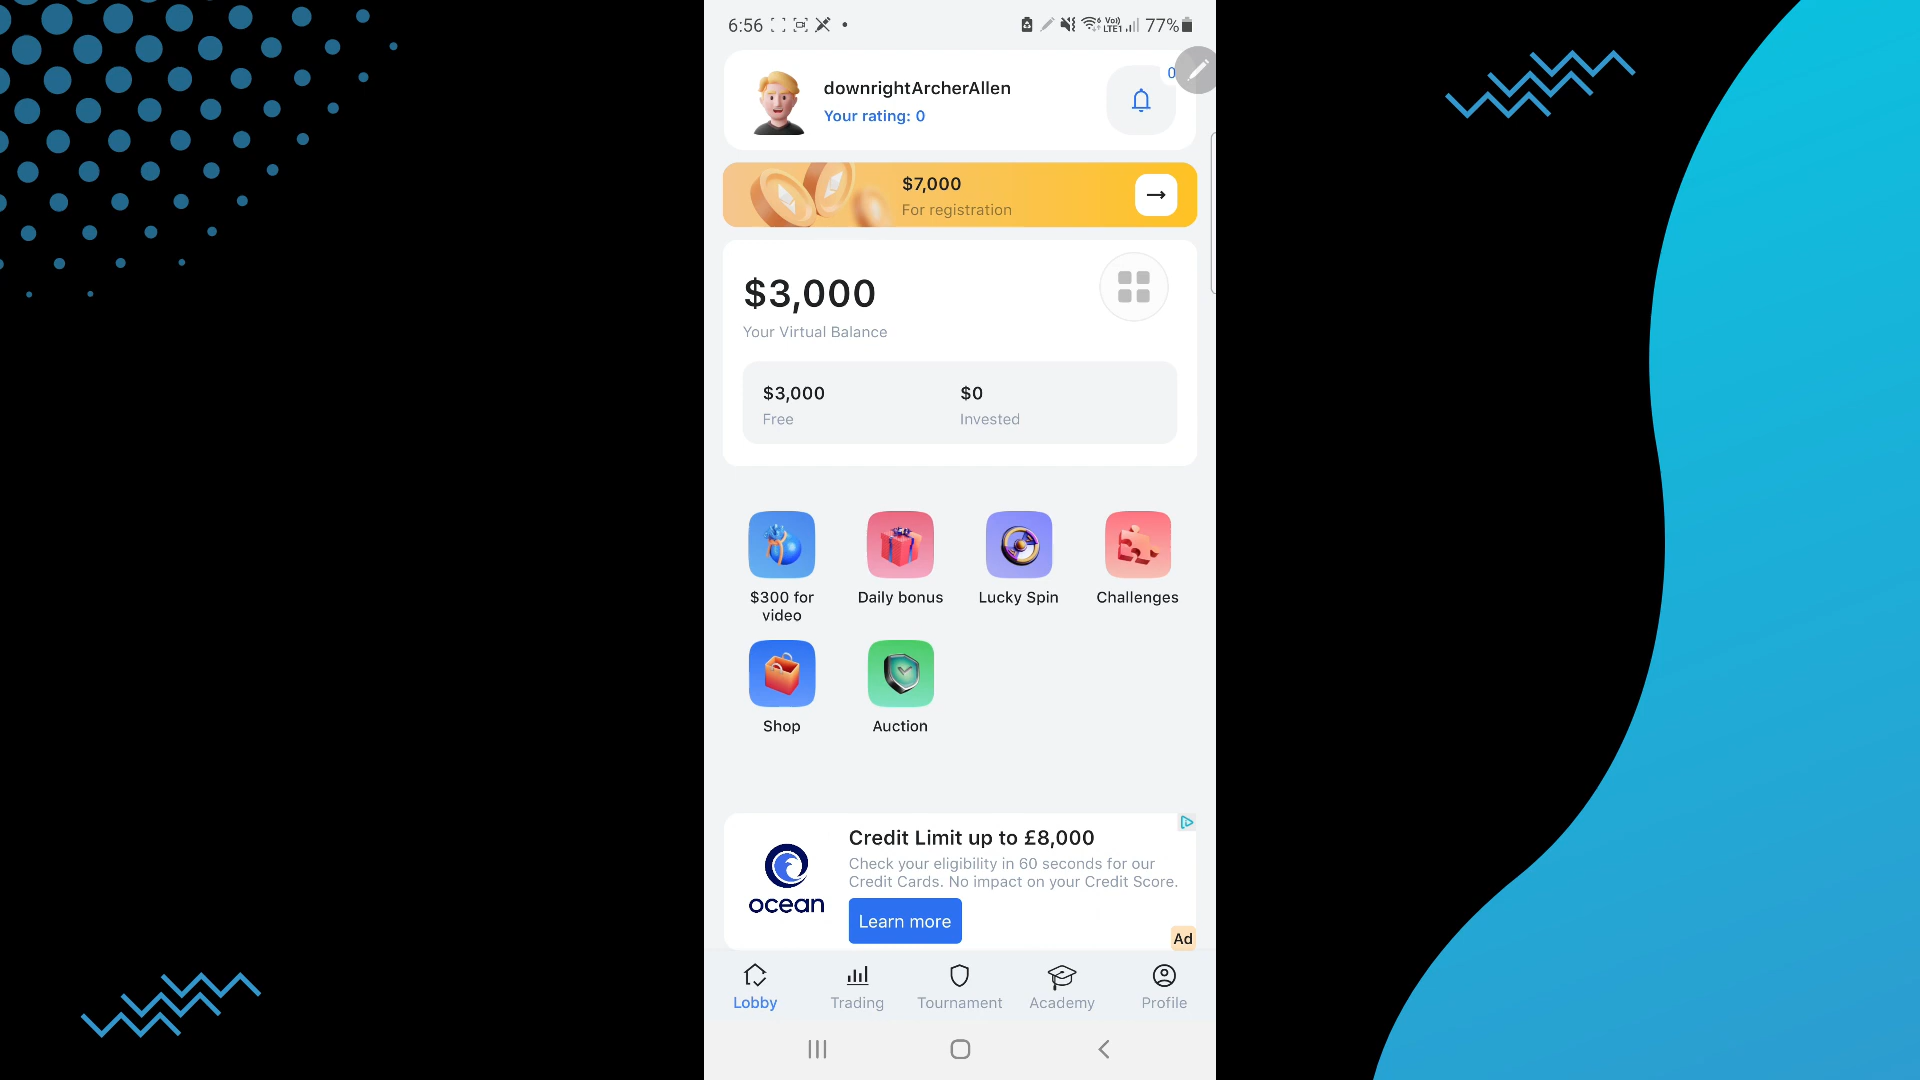 6:56
Vo)) LTE1 77%
downrightArcherAllen
Your rating: 0
0
$7,000
For registration
$3,000
Your Virtual Balance
$3,000 $0
Free Invested
$300 for video
Daily bonus
Lucky Spin
Challenges
Shop
Auction
Credit Limit up to £8,000
Check your eligibility in 60 seconds for our
Credit Cards. No impact on your Credit Score.
ocean
Learn more
Ad
Lobby Trading Tournament Academy Profile